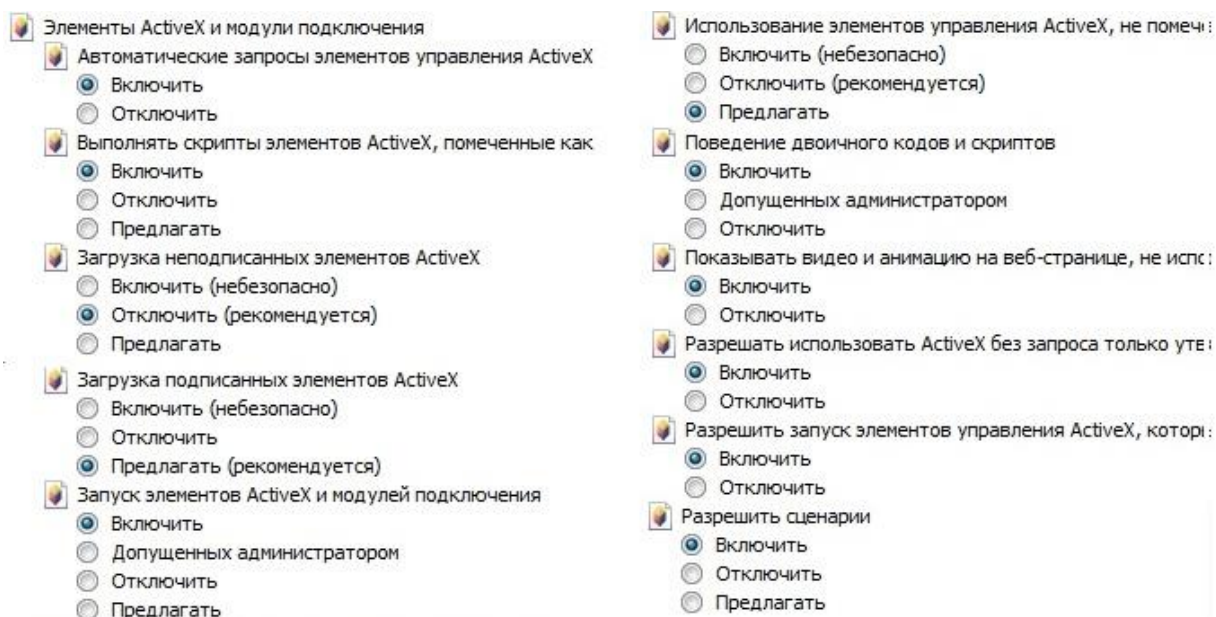 Элементы ActiveX и модули подключения
Автоматические запросы элементов управления ActiveX
Включить
Отключить
Выполнять скрипты элементов ActiveX, помеченные как
Включить
Отключить
Предлагать
Загрузка неподписанных элементов ActiveX
Включить (небезопасно)
Отключить (рекомендуется)
Предлагать
Загрузка подписанных элементов ActiveX
Включить (небезопасно)
Отключить
Предлагать (рекомендуется)
Запуск элементов ActiveX и модулей подключения
Включить
Допущенных администратором
Отключить
Предлагать
Использование элементов управления ActiveX, не
Включить (небезопасно)
Отключить (рекомендуется)
Предлагать
Поведение двоичного кодов и скриптов
Включить
Допущенных администратором
Отключить
Показывать видео и анимацию на веб-странице, не
Включить
Отключить
Разрешать использовать ActiveX без запроса только
Включить
Отключить
Разрешить запуск элементов управления ActiveX,
Включить
Отключить
Разрешить сценарии
Включить
Отключить
Предлагать